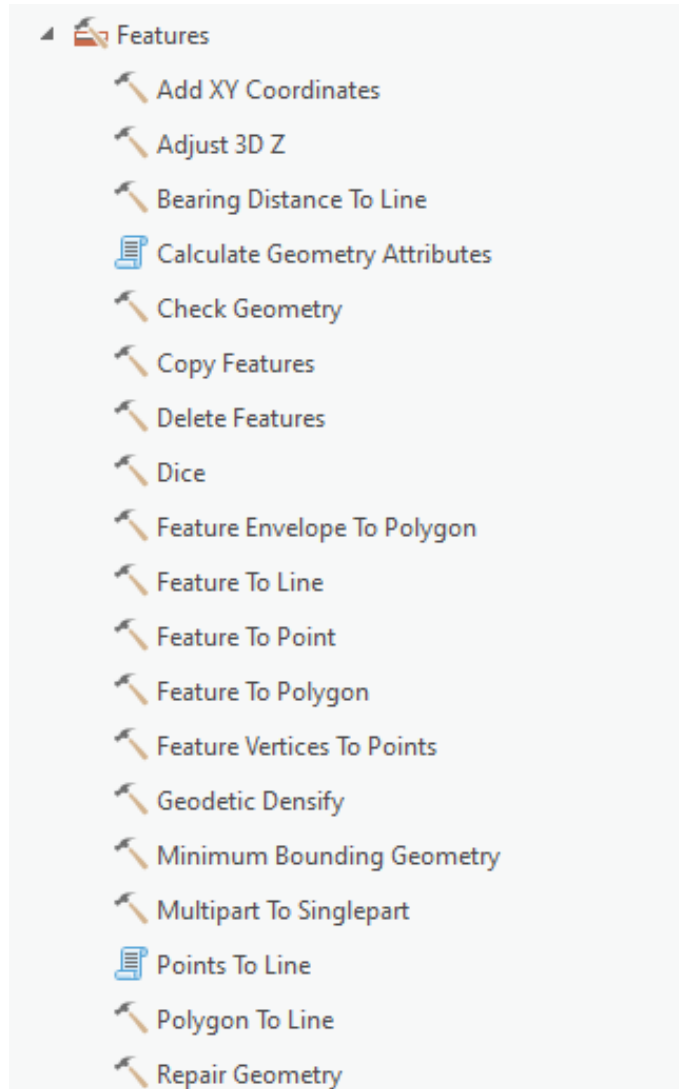 Features
Add XY Coordinates
Adjust 3D Z
Bearing Distance To Line
Calculate Geometry Attributes
Check Geometry
Copy Features
Delete Features
Dice
Feature Envelope To Polygon
Feature To Line
Feature To Point
Feature To Polygon
Feature Vertices To Points
Geodetic Densify
Minimum Bounding Geometry
Multipart To Singlepart
Points To Line
Polygon To Line
Repair Geometry